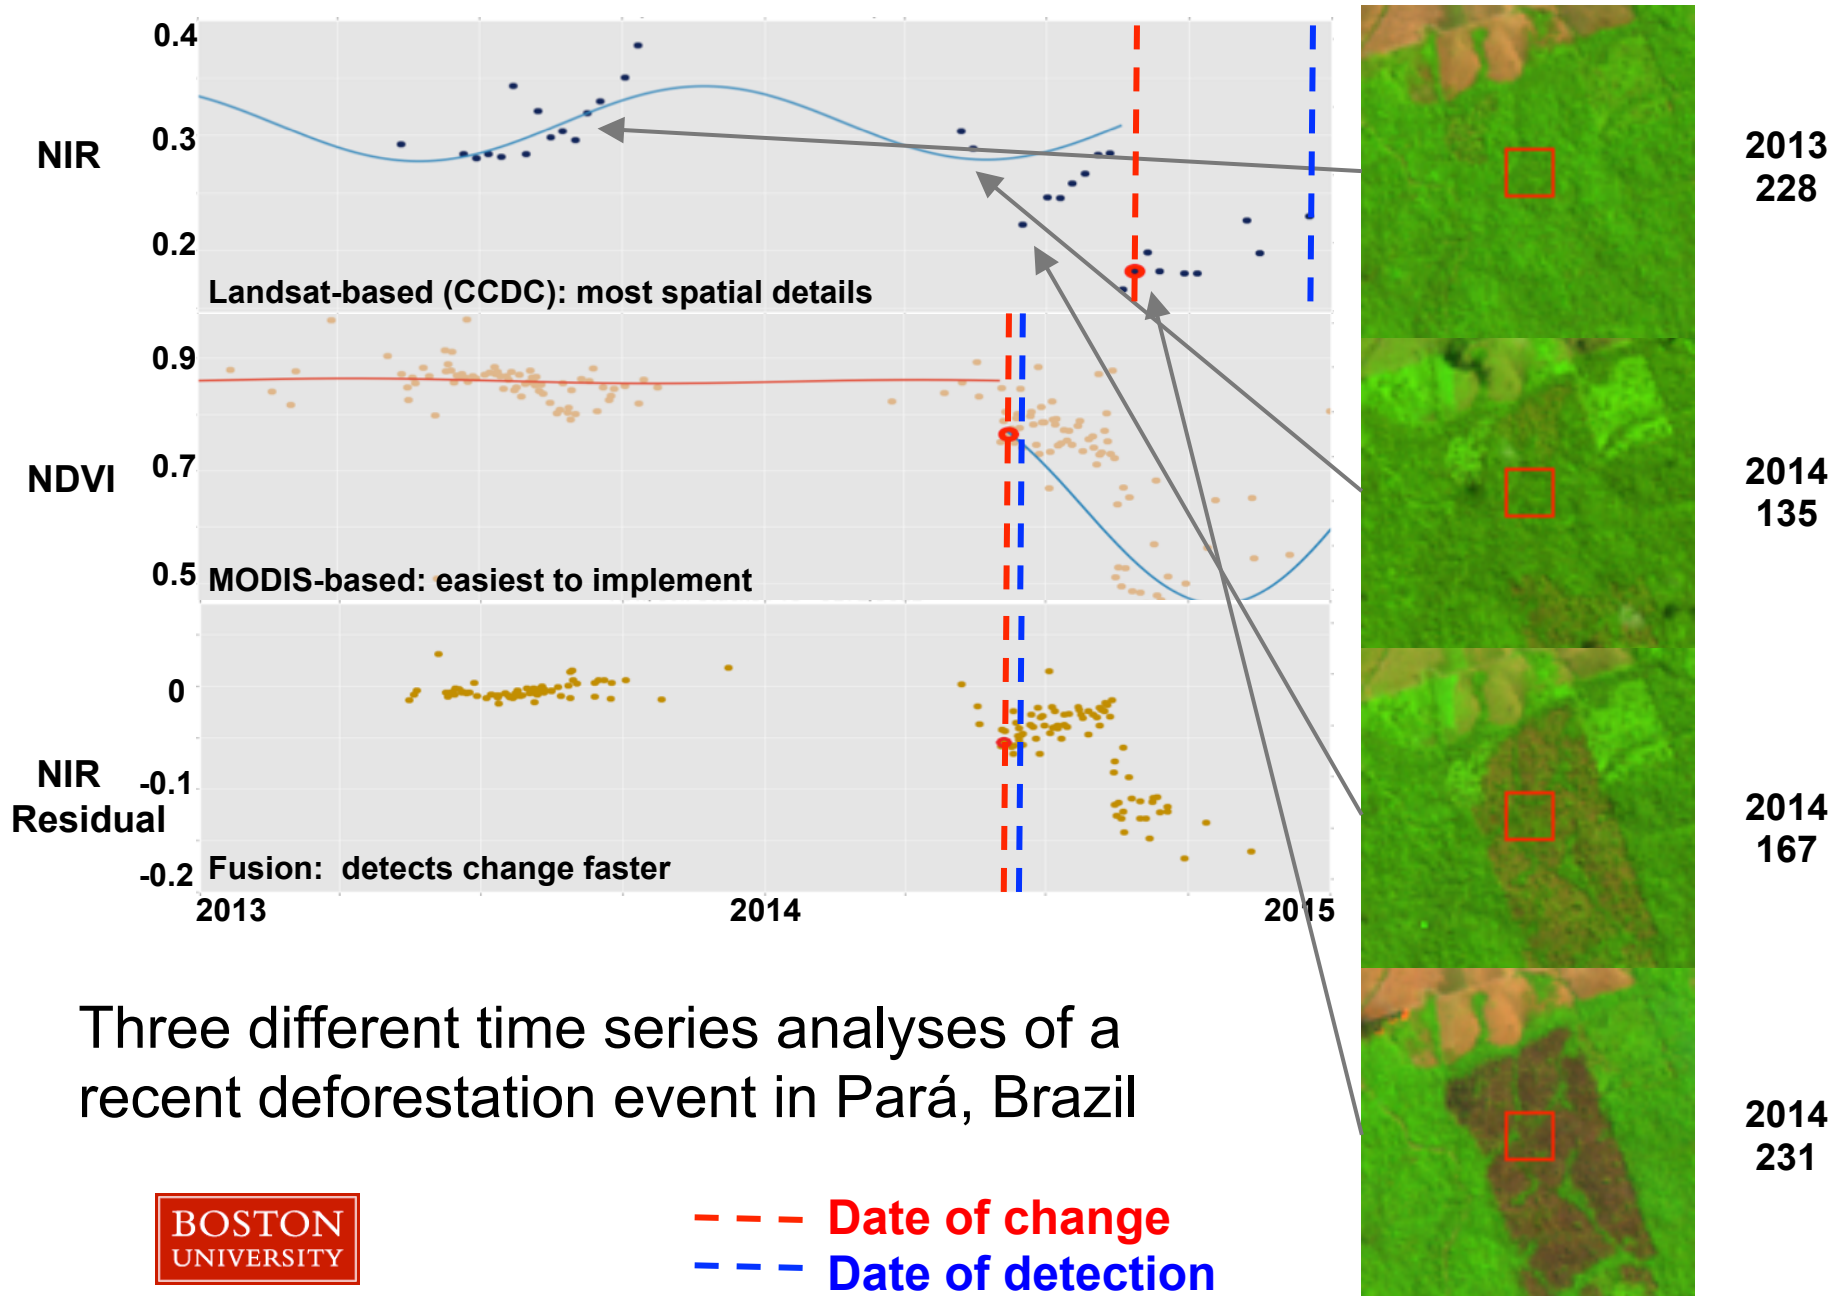 0.4
0.3
NIR
0.2
Landsat-based (CCDC): most spatial details
0.9
0.7
NDVI
0.5
MODIS-based: easiest to implement
0
NIR
Residual
-0.1
-0.2
Fusion:  detects change faster
2013
2014
2015
2013
228
2014
135
2014
167
2014
231
Three different time series analyses of a
recent deforestation event in Pará, Brazil
BOSTON
UNIVERSITY
Date of change
Date of detection